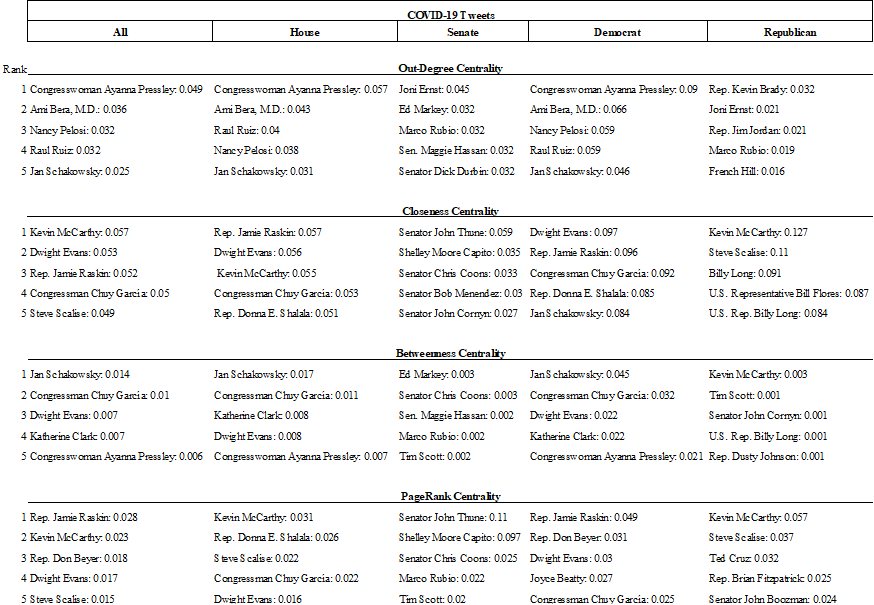 COVID-19 Tweets
All House Senate Democrat Republican
Rank Out-Degree Centrality
1 Congresswoman Ayanna Pressley: 0.049 Congresswoman Ayanna Pressley: 0.057 Joni Ernst: 0.045 Congresswoman Ayanna Pressley: 0.09 Rep. Kevin Brady: 0.032
2 Ami Bera, M.D.: 0.036 Ami Bera, M.D.: 0.043 Ed Markey: 0.032 Ami Bera, M.D.: 0.066 Joni Ernst: 0.021
3 Nancy Pelosi: 0.032 Raul Ruiz: 0.04 Marco Rubio: 0.032 Nancy Pelosi: 0.059 Rep. Jim Jordan: 0.021
4 Raul Ruiz: 0.032 Nancy Pelosi: 0.038 Sen. Maggie Hassan: 0.032 Raul Ruiz: 0.059 Marco Rubio: 0.019
5 Jan Schakowsky: 0.025 Jan Schakowsky: 0.031 Senator Dick Durbin: 0.032 Jan Schakowsky: 0.046 French Hill: 0.016
Closeness Centrality
1 Kevin McCarthy: 0.057 Rep. Jamie Raskin: 0.057 Senator John Thune: 0.059 Dwight Evans: 0.097 Kevin McCarthy: 0.127
2 Dwight Evans: 0.053 Dwight Evans: 0.056 Shelley Moore Capito: 0.035 Rep. Jamie Raskin: 0.096 Steve Scalise: 0.11
3 Rep. Jamie Raskin: 0.052 Kevin McCarthy: 0.055 Senator Chris Coons: 0.033 Congressman Chuy Garcia: 0.092 Billy Long: 0.091
4 Congressman Chuy Garcia: 0.05 Congressman Chuy Garcia: 0.053 Senator Bob Menendez: 0.03 Rep. Donna E. Shalala: 0.085 U.S. Representative Bill Flores: 0.087
5 Steve Scalise: 0.049 Rep. Donna E. Shalala: 0.051 Senator John Cornyn: 0.027 Jan Schakowsky: 0.084 U.S. Rep. Billy Long: 0.084
Betweenness Centrality
1 Jan Schakowsky: 0.014 Jan Schakowsky: 0.017 Ed Markey: 0.003 Jan Schakowsky: 0.045 Kevin McCarthy: 0.003
2 Congressman Chuy Garcia: 0.01 Congressman Chuy Garcia: 0.011 Senator Chris Coons: 0.003 Congressman Chuy Garcia: 0.032 Tim Scott: 0.001
3 Dwight Evans: 0.007 Katherine Clark: 0.008 Sen. Maggie Hassan: 0.002 Dwight Evans: 0.022 Senator John Cornyn: 0.001
4 Katherine Clark: 0.007 Dwight Evans: 0.008 Marco Rubio: 0.002 Katherine Clark: 0.022 U.S. Rep. Billy Long: 0.001
5 Congresswoman Ayanna Pressley: 0.006 Congresswoman Ayanna Pressley: 0.007 Tim Scott: 0.002 Congresswoman Ayanna Pressley: 0.021 Rep. Dusty Johnson: 0.001
PageRank Centrality
1 Rep. Jamie Raskin: 0.028 Kevin McCarthy: 0.031 Senator John Thune: 0.11 Rep. Jamie Raskin: 0.049 Kevin McCarthy: 0.057
2 Kevin McCarthy: 0.023 Rep. Donna E. Shalala: 0.026 Shelley Moore Capito: 0.097 Rep. Don Beyer: 0.031 Steve Scalise: 0.037
3 Rep. Don Beyer: 0.018 Steve Scalise: 0.022 Senator Chris Coons: 0.025 Dwight Evans: 0.03 Ted Cruz: 0.032
4 Dwight Evans: 0.017 Congressman Chuy Garcia: 0.022 Marco Rubio: 0.022 Joyce Beatty: 0.027 Rep. Brian Fitzpatrick: 0.025
5 Steve Scalise: 0.015 Dwight Evans: 0.016 Tim Scott: 0.02 Congressman Chuy Garcia: 0.025 Senator John Boozman: 0.024